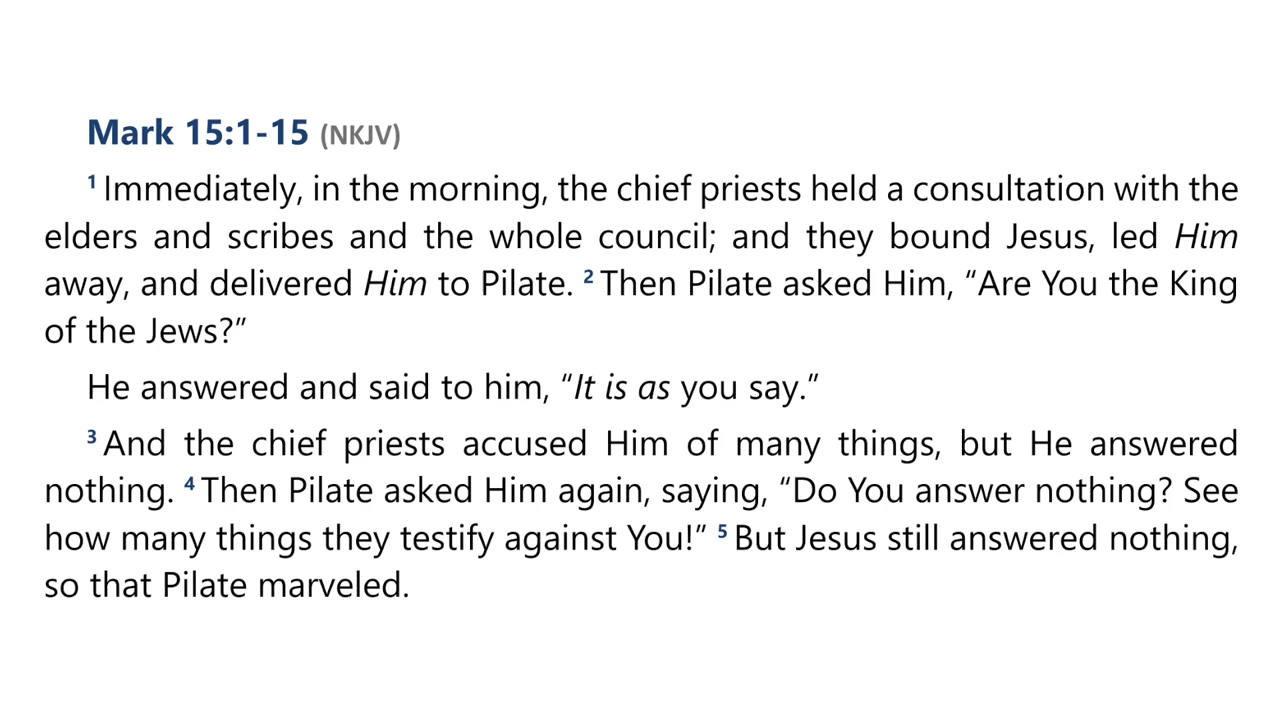 Mark 15:1-15 (NKJV)
1 Immediately, in the morning, the chief priests held a consultation with the
elders and scribes and the whole council; and they bound Jesus, led Him
away, and delivered Him to Pilate. 2 Then Pilate asked Him, “Are You the King
of the Jews?”
He answered and said to him, “It is as you say.”
3 And the chief priests accused Him of many things, but He answered
nothing. 4 Then Pilate asked Him again, saying, “Do You answer nothing? See
how many things they testify against You!” 5 But Jesus still answered nothing,
so that Pilate marveled.